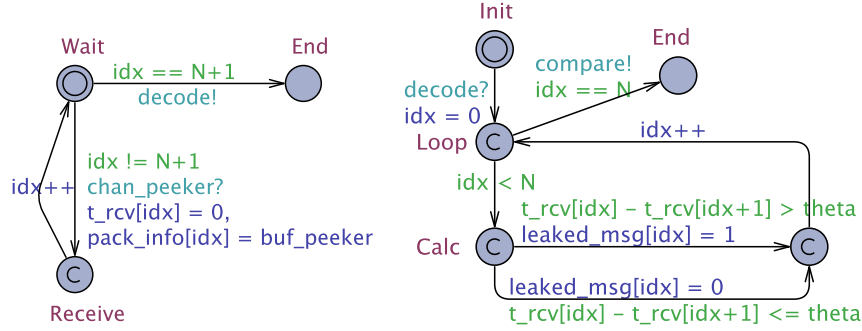 Wait
End
idx == N+1
decode!
idx != N+1
chan_peeker?
idx++
t_rcv[idx] = 0,
pack_info[idx] = buf_peeker
C
Receive
Init
End
compare!
decode?
idx == N
idx = 0
idx++
Loop
C
idx < N
t_rcv[idx] – t_rcv[idx+1] > theta
leaked_msg[idx] = 1
Calc
C
C
leaked_msg[idx] = 0
t_rcv[idx] – t_rcv[idx+1] <= theta